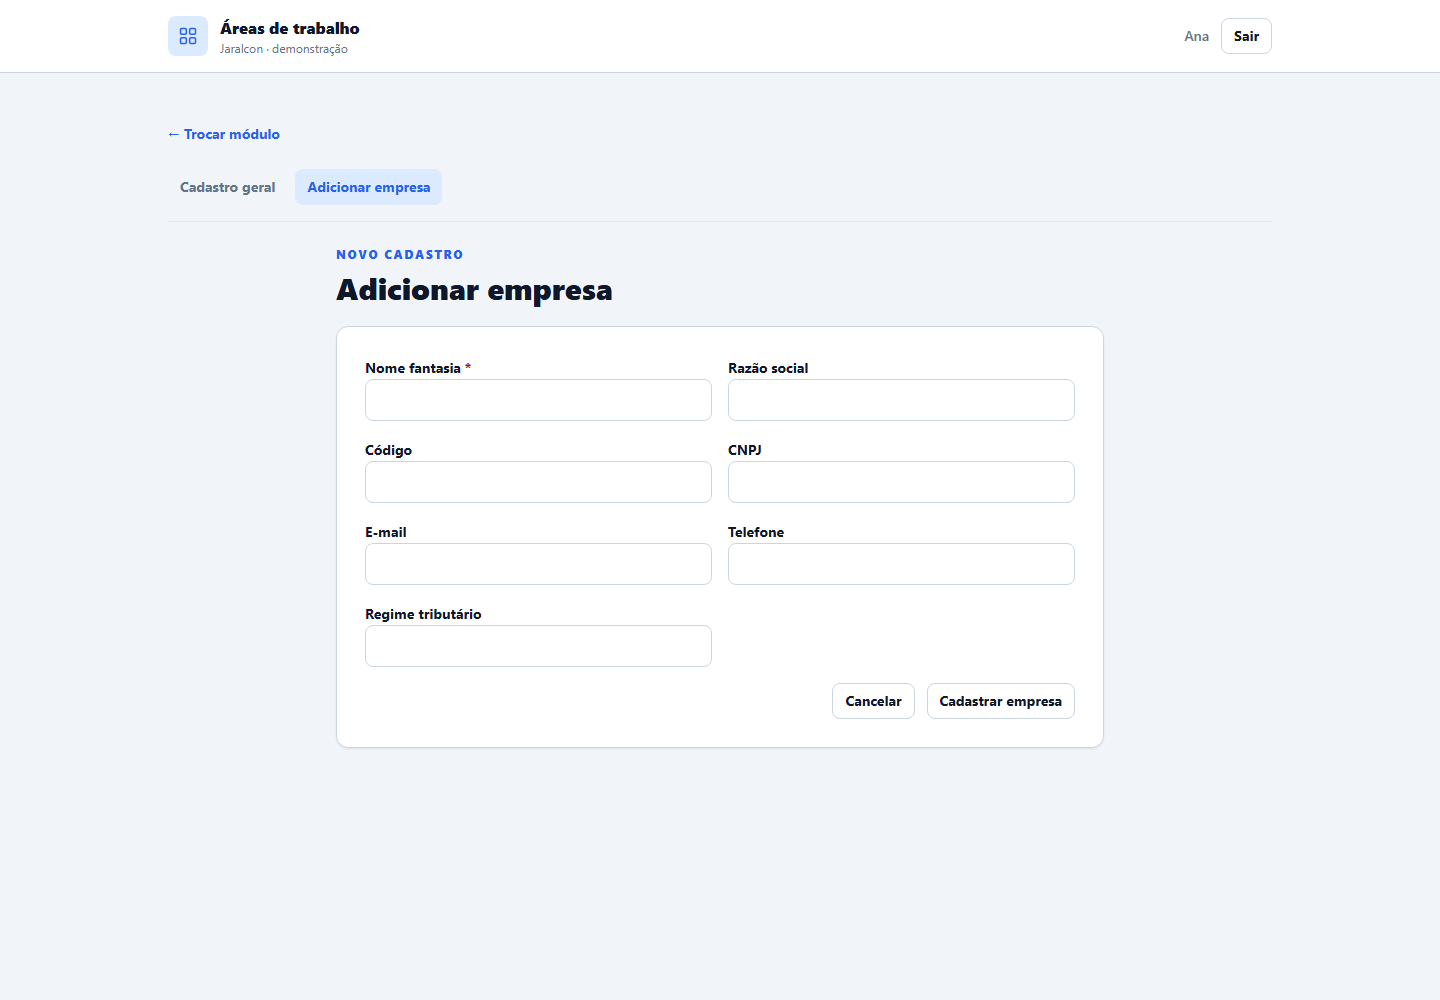 Áreas de trabalho
Jaralcon · demonstração
Ana
Sair
← Trocar módulo
Cadastro geral
Adicionar empresa
NOVO CADASTRO
Adicionar empresa
Nome fantasia *
Razão social
Código
CNPJ
E-mail
Telefone
Regime tributário
Cancelar
Cadastrar empresa